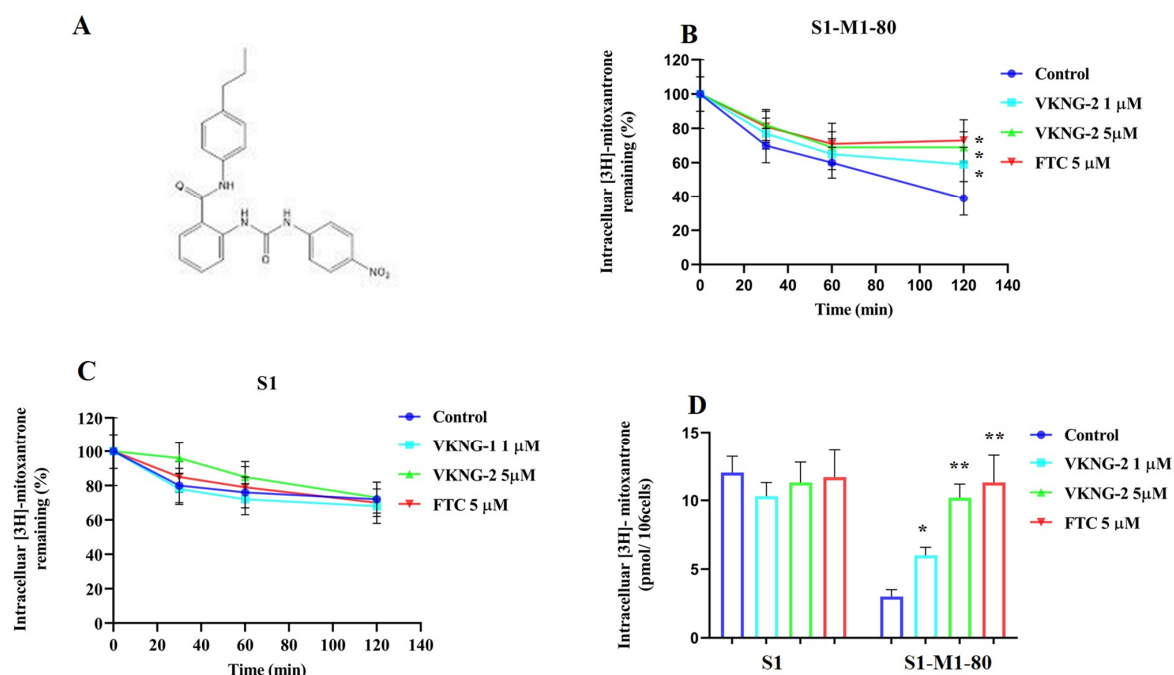 A
O
NH
H
N
H
N
O
NO2
B
S1-M1-80
Intracelluar [3H]-mitoxantrone
remaining (%)
120
100
80
60
40
20
0
0 20 40 60 80 100 120 140
Time (min)
Control
VKNG-2 1 μM
VKNG-2 5μM
FTC 5 μM
*
*
*
C
S1
Intracelluar [3H]-mitoxantrone
remaining (%)
120
100
80
60
40
20
0
0 20 40 60 80 100 120 140
Time (min)
Control
VKNG-1 1 μM
VKNG-2 5μM
FTC 5 μM
D
Intracelluar [3H]- mitoxantrone
(pmol/ 106cells)
15
10
5
0
*
**
**
S1 S1-M1-80
Control
VKNG-2 1 μM
VKNG-2 5μM
FTC 5 μM